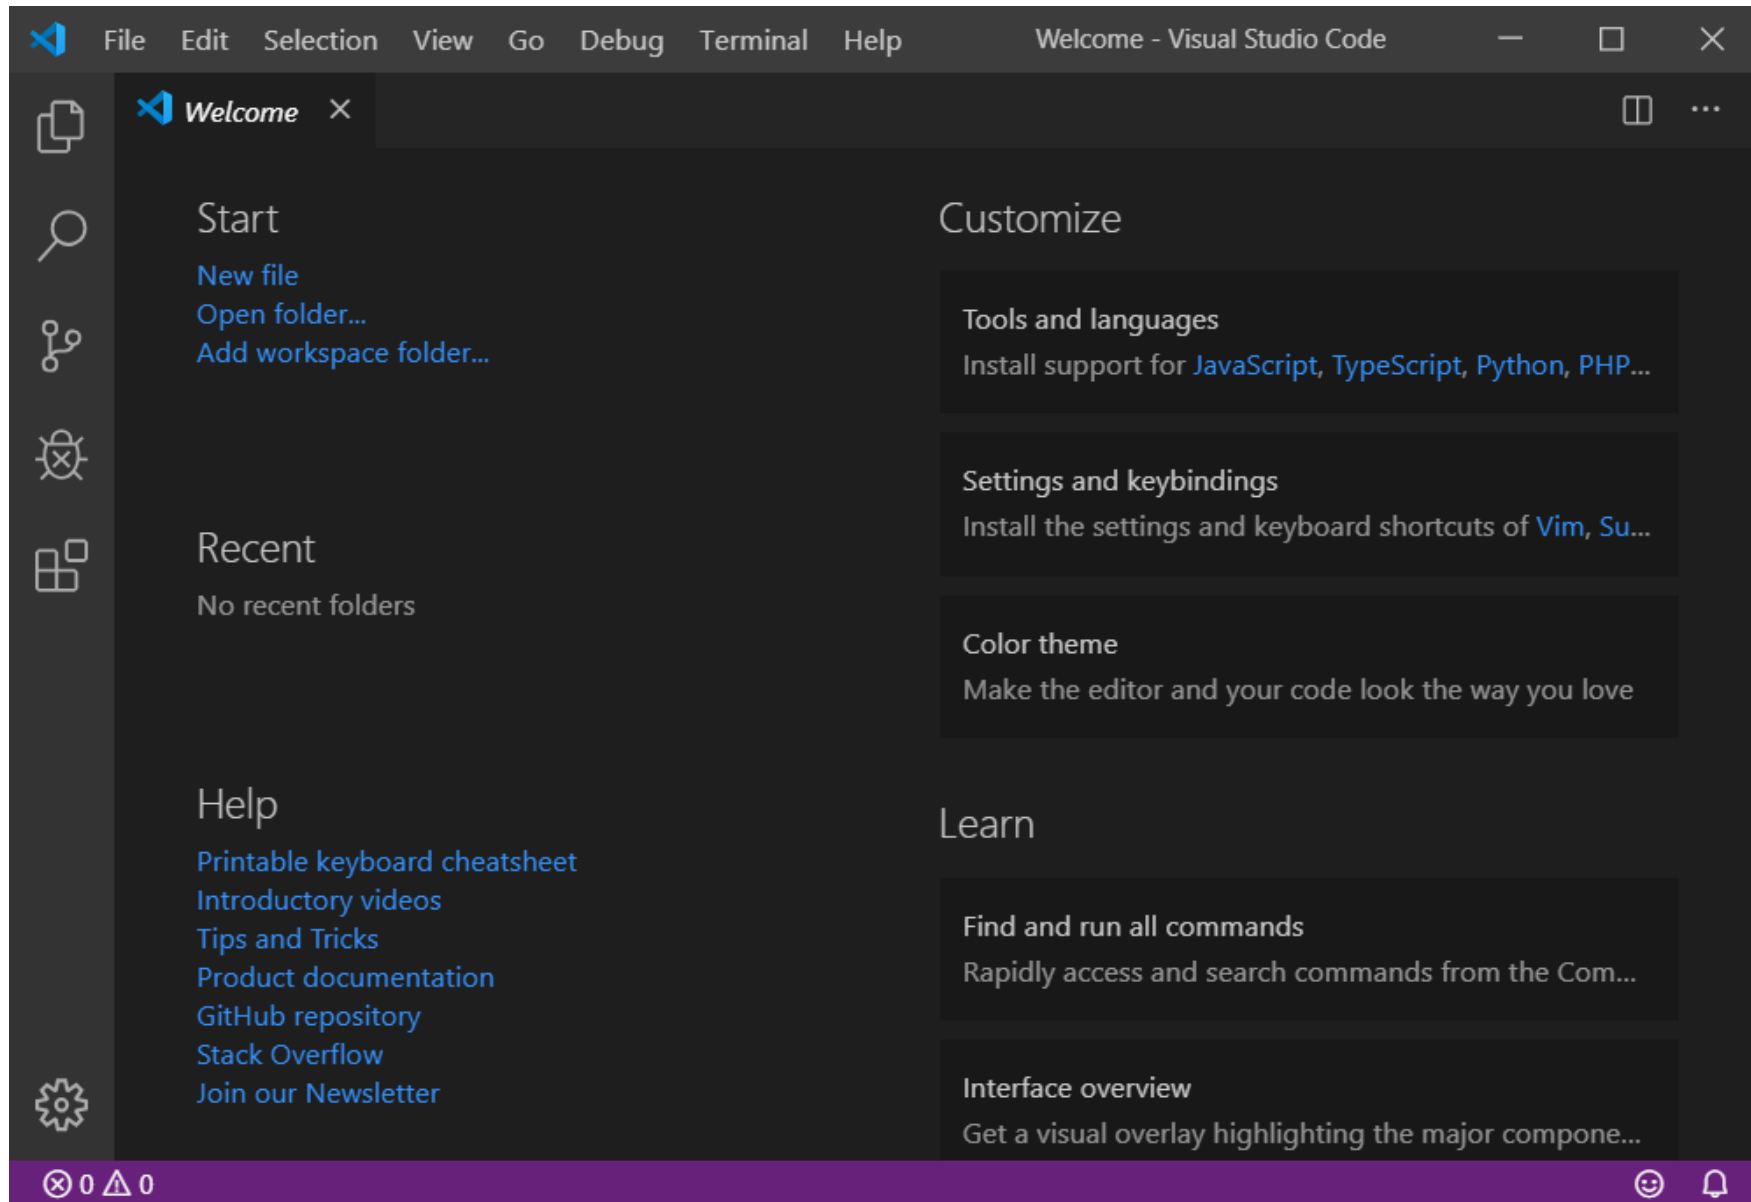 File Edit Selection View Go Debug Terminal Help Welcome - Visual Studio Code
Welcome
Start
New file
Open folder...
Add workspace folder...
Recent
No recent folders
Help
Printable keyboard cheatsheet
Introductory videos
Tips and Tricks
Product documentation
GitHub repository
Stack Overflow
Join our Newsletter
Customize
Tools and languages
Install support for JavaScript, TypeScript, Python, PHP...
Settings and keybindings
Install the settings and keyboard shortcuts of Vim, Su...
Color theme
Make the editor and your code look the way you love
Learn
Find and run all commands
Rapidly access and search commands from the Com...
Interface overview
Get a visual overlay highlighting the major compone...
0 0